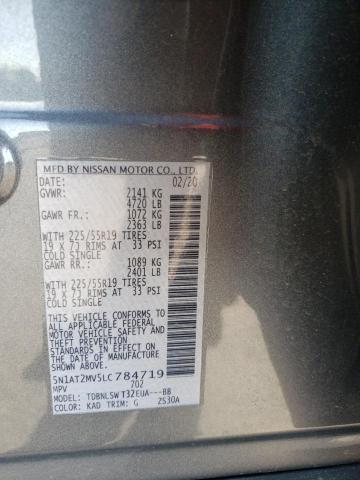 MFD BY NISSAN MOTOR CO., LTD.
DATE: 02/20
GVWR: 2141 KG
4720 LB
GAWR FR.: 1072 KG
2363 LB
WITH 225/55R19 TIRES
19 X 7J RIMS AT 33 PSI
COLD SINGLE
GAWR RR.: 1089 KG
2401 LB
WITH 225/55R19 TIRES
19 X 7J RIMS AT 33 PSI
COLD SINGLE
THIS VEHICLE CONFORMS
TO ALL APPLICABLE FEDERAL
MOTOR VEHICLE SAFETY AND
THEFT PREVENTION
STANDARDS IN EFFECT ON
THE DATE OF MANUFACTURE
SHOWN ABOVE
5N1AT2MV5LC784719
MPV 702
MODEL: TDBNLSWT32EUA---BB
COLOR: KAD TRIM: G 2S30A